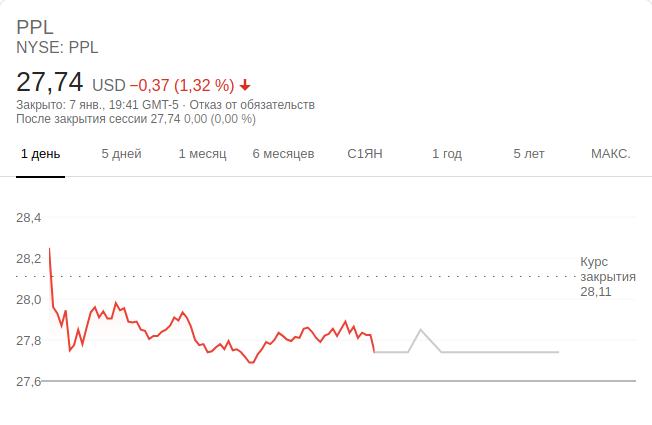 PPL
NYSE: PPL
27,74 USD −0,37 (1,32 %)
Закрыто: 7 янв., 19:41 GMT-5 · Отказ от обязательств
После закрытия сессии 27,74 0,00 (0,00 %)
1 день 5 дней 1 месяц 6 месяцев С1ЯН 1 год 5 лет МАКС.
28,4
28,2
Курс
закрытия
28,11
28,0
27,8
27,6